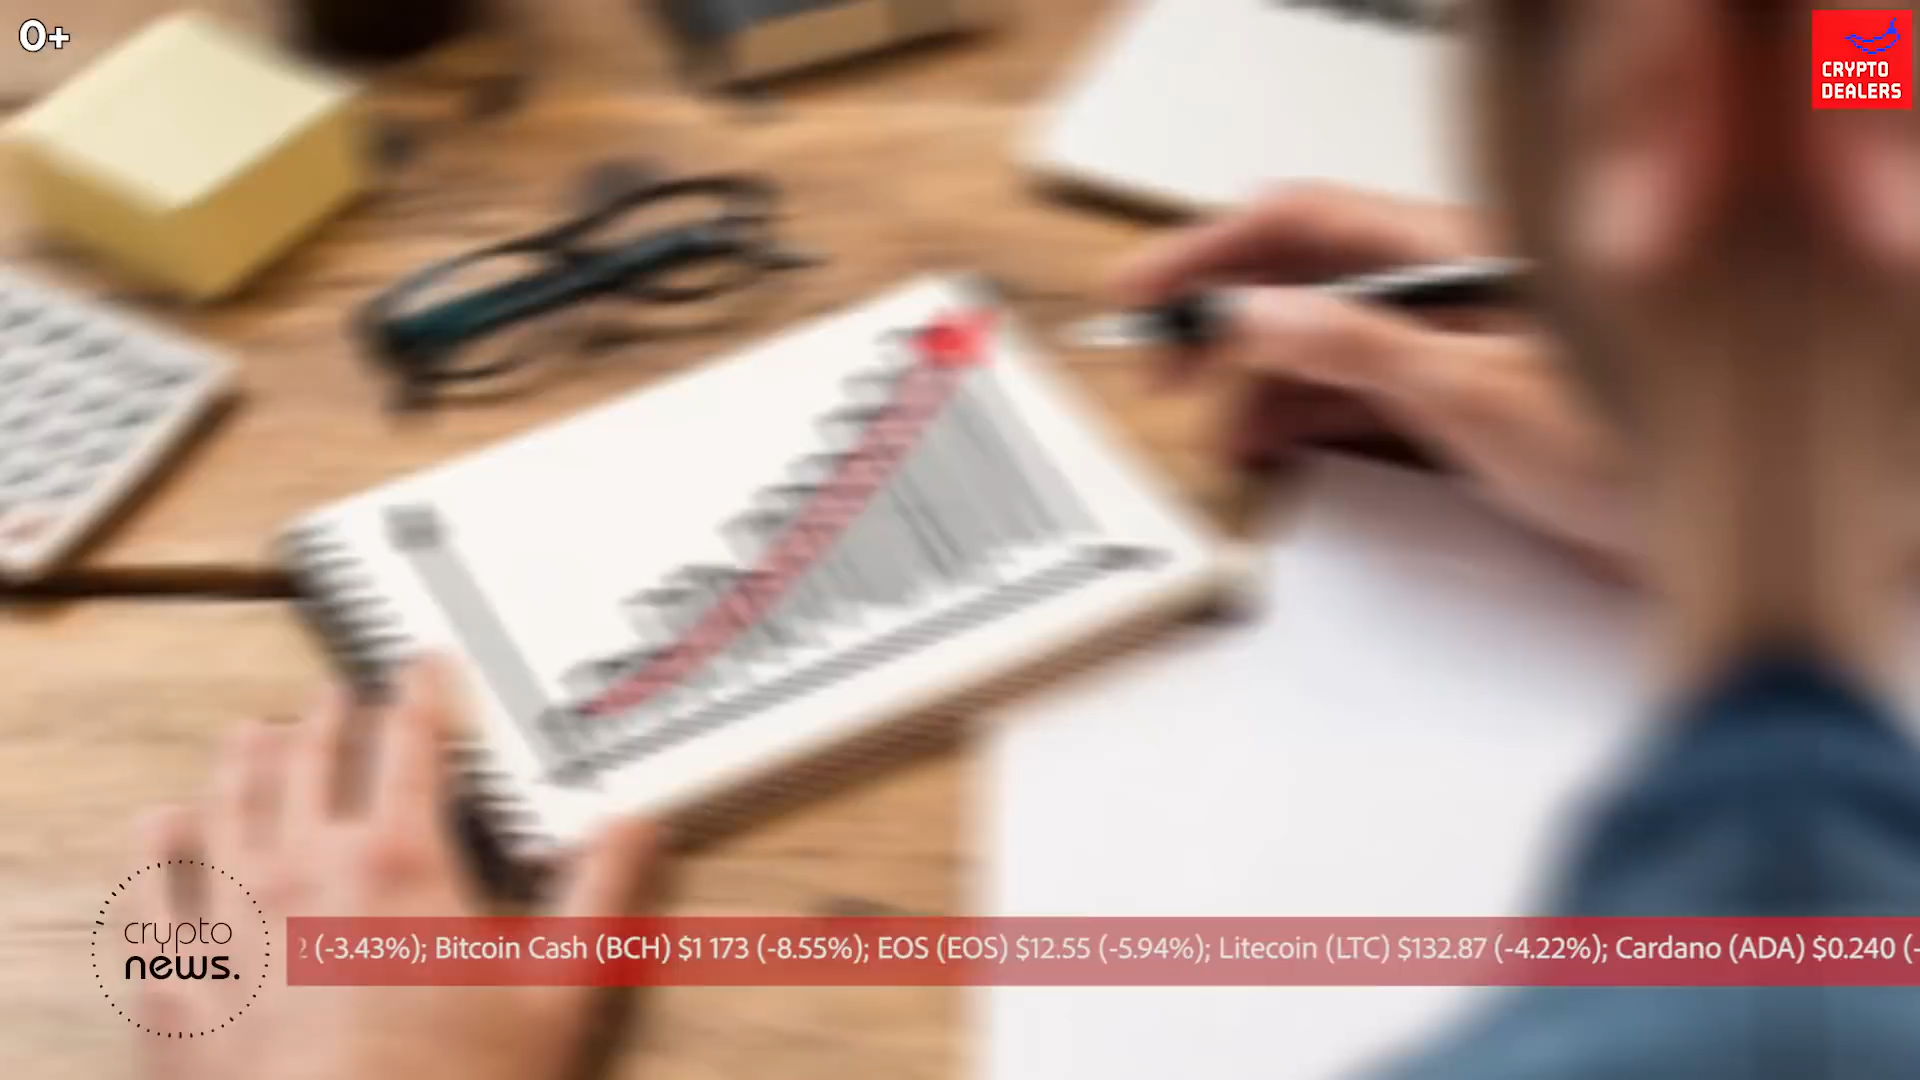 0+
CRYPTO
DEALERS
crypto
news.
(-3.43%); Bitcoin Cash (BCH) $1 173 (-8.55%); EOS (EOS) $12.55 (-5.94%); Litecoin (LTC) $132.87 (-4.22%); Cardano (ADA) $0.240 (-